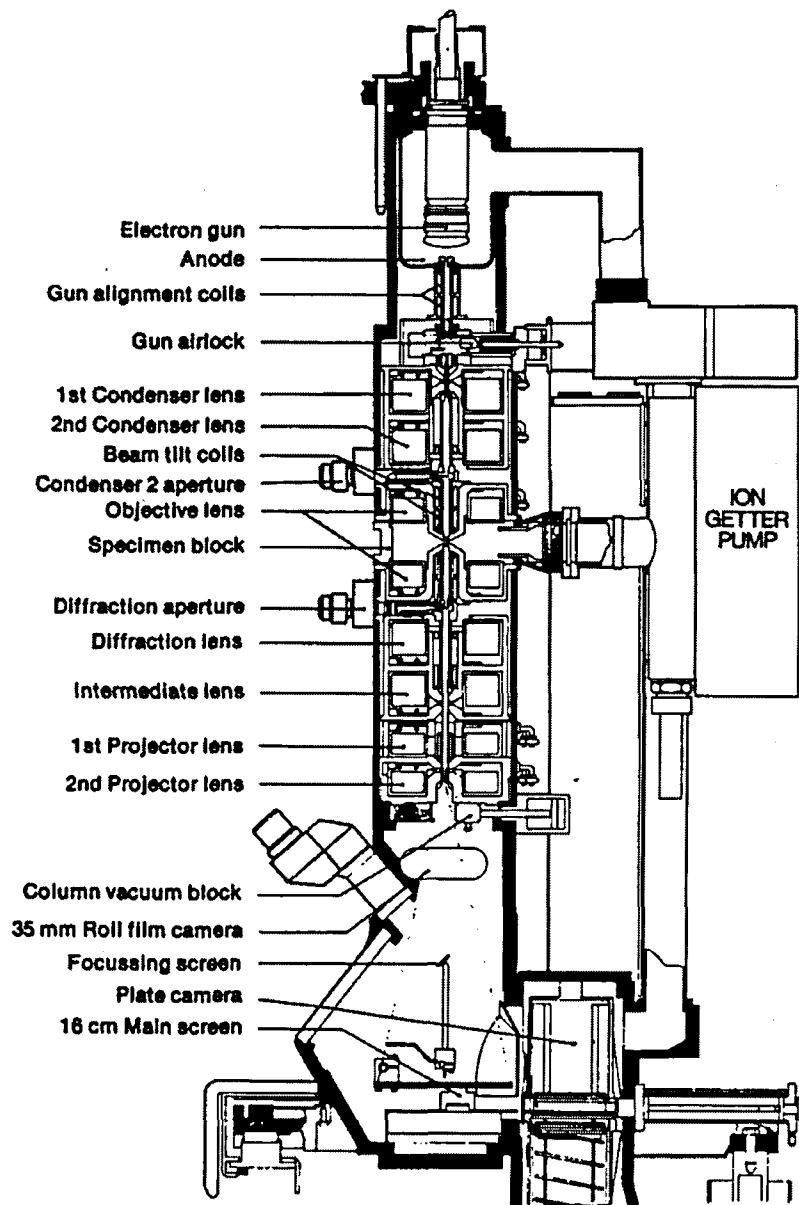 Electron gun
Anode
Gun alignment coils
Gun airlock
1st Condenser lens
2nd Condenser lens
Beam tilt coils
Condenser 2 aperture
Objective lens
Specimen block
Diffraction aperture
Diffraction lens
Intermediate lens
1st Projector lens
2nd Projector lens
Column vacuum block
35 mm Roll film camera
Focussing screen
Plate camera
16 cm Main screen
ION
GETTER
PUMP